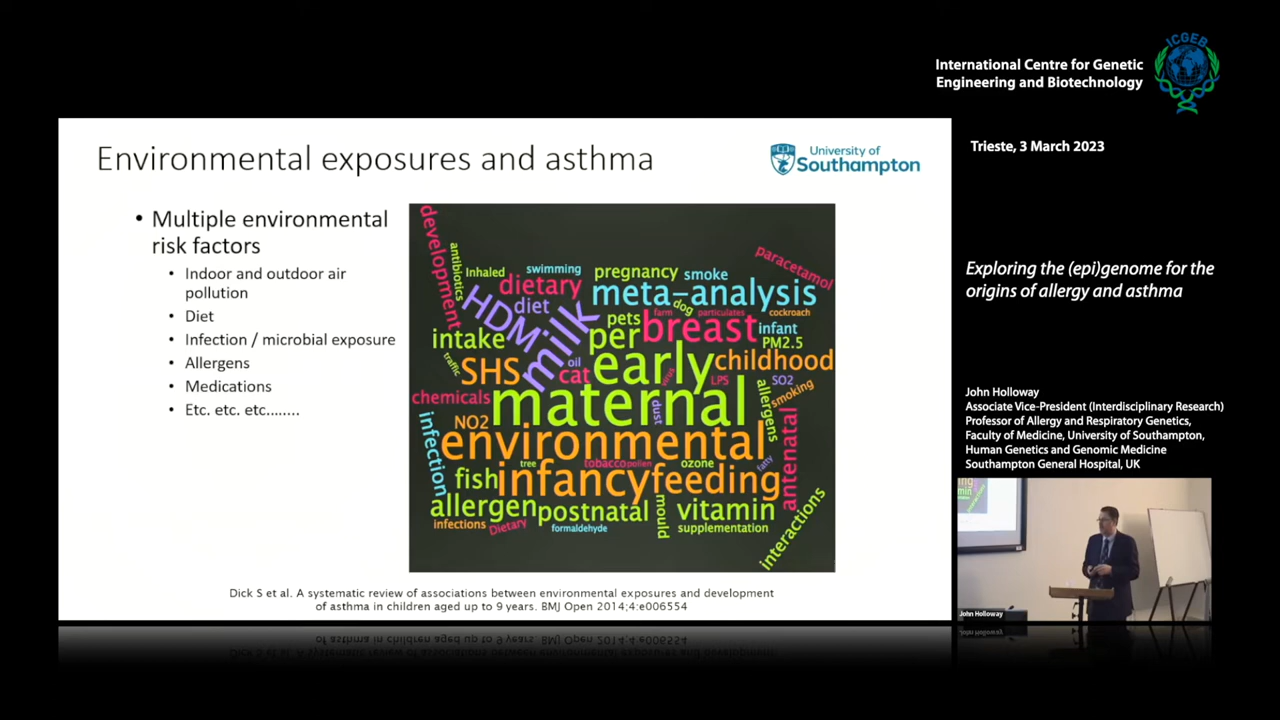 International Centre for Genetic
Engineering and Biotechnology
ICGEB
Trieste, 3 March 2023
Exploring the (epi)genome for the
origins of allergy and asthma
John Holloway
Associate Vice-President (Interdisciplinary Research)
Professor of Allergy and Respiratory Genetics,
Faculty of Medicine, University of Southampton,
Human Genetics and Genomic Medicine
Southampton General Hospital, UK
John Holloway
Environmental exposures and asthma
University of
Southampton
• Multiple environmental
risk factors
• Indoor and outdoor air
pollution
• Diet
• Infection / microbial exposure
• Allergens
• Medications
• Etc. etc. etc........
development
antibiotics
Inhaled
swimming
pregnancy
smoke
paracetamol
HDM
dietary
diet
meta-analysis
milk
pets
dog
farm
particulates
cockroach
intake
per
breast
infant
PM2.5
traffic
SHS
oil
cat
early
virus
LPS
childhood
SO2
chemicals
maternal
dust
allergens
smoking
infection
NO2
environmental
antenatal
fish
tree
infancy
tobacco
pollen
ozone
feeding
fatty
allergen
postnatal
mould
vitamin
interactions
infections
Dietary
formaldehyde
supplementation
Dick S et al. A systematic review of associations between environmental exposures and development
of asthma in children aged up to 9 years. BMJ Open 2014;4:e006554